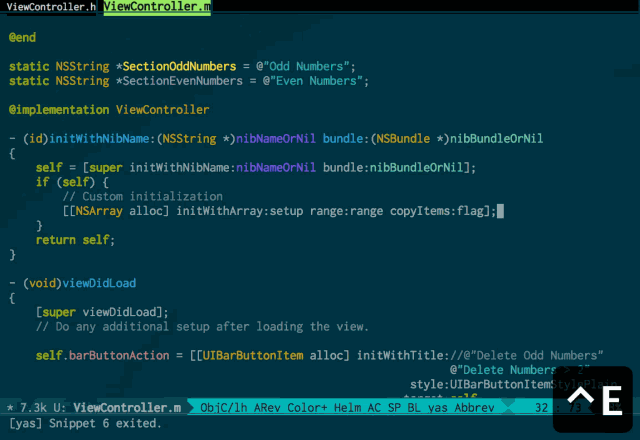 ViewController.h ViewController.m
@end
static NSString *SectionOddNumbers = @"Odd Numbers";
static NSString *SectionEvenNumbers = @"Even Numbers";
@implementation ViewController
- (id)initWithNibName:(NSString *)nibNameOrNil bundle:(NSBundle *)nibBundleOrNil
{
self = [super initWithNibName:nibNameOrNil bundle:nibBundleOrNil];
if (self) {
// Custom initialization
[[NSArray alloc] initWithArray:setup range:range copyItems:flag];
}
return self;
}
- (void)viewDidLoad
{
[super viewDidLoad];
// Do any additional setup after loading the view.
self.barButtonAction = [[UIBarButtonItem alloc] initWithTitle://@"Delete Odd Numbers"
@"Delete Numbers >
style:UIBarButtonItemStylePlain
target:self
* 7.3k U: ViewController.m ObjC/lh ARev Color+ Helm AC SP BL yas Abbrev 32 : 73
[yas] Snippet 6 exited.
^E